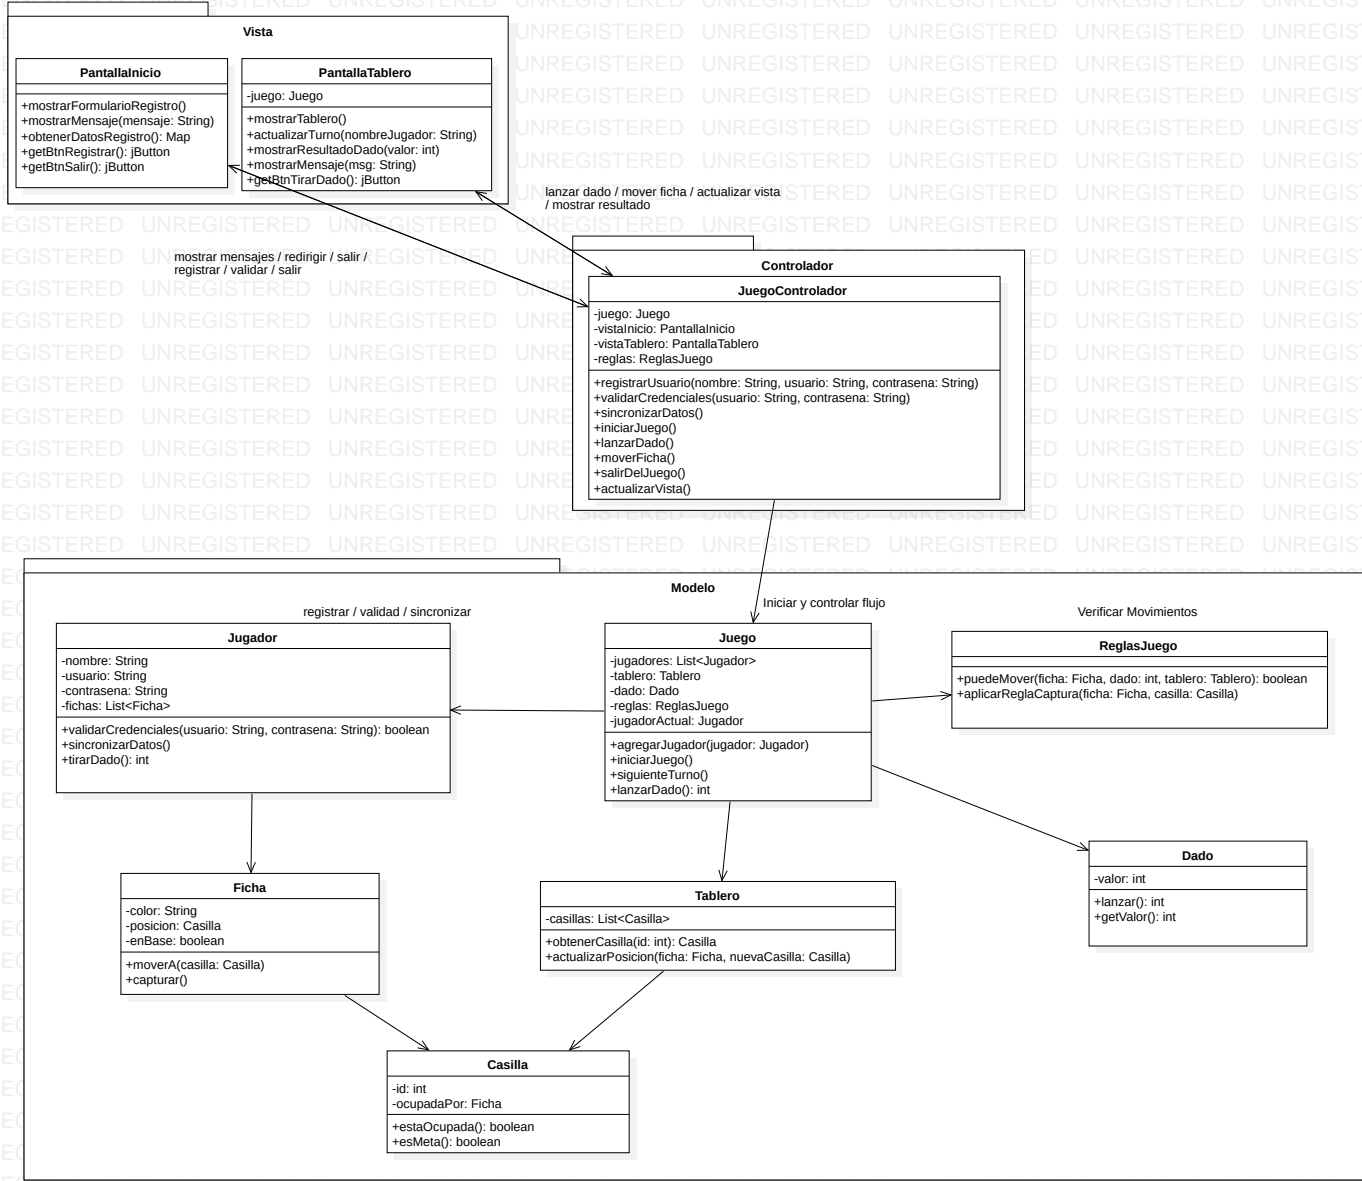 Vista
PantallaInicio
+mostrarFormularioRegistro()
+mostrarMensaje(mensaje: String)
+obtenerDatosRegistro(): Map
+getBtnRegistrar(): jButton
+getBtnSalir(): jButton
PantallaTablero
-juego: Juego
+mostrarTablero()
+actualizarTurno(nombreJugador: String)
+mostrarResultadoDado(valor: int)
+mostrarMensaje(msg: String)
+getBtnTirarDado(): jButton
lanzar dado / mover ficha / actualizar vista
/ mostrar resultado
mostrar mensajes / redirigir / salir /
registrar / validar / salir
Controlador
JuegoControlador
-juego: Juego
-vistaInicio: PantallaInicio
-vistaTablero: PantallaTablero
-reglas: ReglasJuego
+registrarUsuario(nombre: String, usuario: String, contrasena: String)
+validarCredenciales(usuario: String, contrasena: String)
+sincronizarDatos()
+iniciarJuego()
+lanzarDado()
+moverFicha()
+salirDelJuego()
+actualizarVista()
Modelo
registrar / validad / sincronizar
Iniciar y controlar flujo
Verificar Movimientos
Jugador
-nombre: String
-usuario: String
-contrasena: String
-fichas: List<Ficha>
+validarCredenciales(usuario: String, contrasena: String): boolean
+sincronizarDatos()
+tirarDado(): int
Juego
-jugadores: List<Jugador>
-tablero: Tablero
-dado: Dado
-reglas: ReglasJuego
-jugadorActual: Jugador
+agregarJugador(jugador: Jugador)
+iniciarJuego()
+siguienteTurno()
+lanzarDado(): int
ReglasJuego
+puedeMover(ficha: Ficha, dado: int, tablero: Tablero): boolean
+aplicarReglaCaptura(ficha: Ficha, casilla: Casilla)
Dado
-valor: int
+lanzar(): int
+getValor(): int
Ficha
-color: String
-posicion: Casilla
-enBase: boolean
+moverA(casilla: Casilla)
+capturar()
Tablero
-casillas: List<Casilla>
+obtenerCasilla(id: int): Casilla
+actualizarPosicion(ficha: Ficha, nuevaCasilla: Casilla)
Casilla
-id: int
-ocupadaPor: Ficha
+estaOcupada(): boolean
+esMeta(): boolean
UNREGISTERED